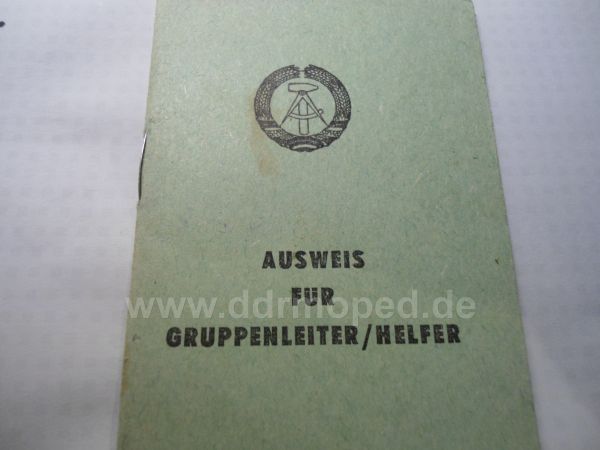 AUSWEIS
FÜR
www.ddrmoped.de
GRUPPENLEITER/HELFER